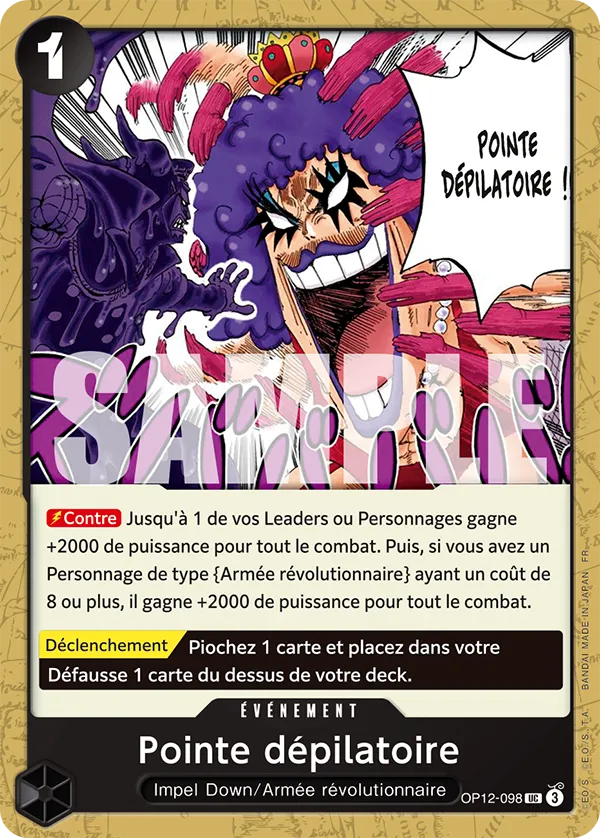 1
POINTE
DÉPILATOIRE !
SAMPLE
Contre Jusqu'à 1 de vos Leaders ou Personnages gagne
+2000 de puissance pour tout le combat. Puis, si vous avez un
Personnage de type {Armée révolutionnaire} ayant un coût de
8 ou plus, il gagne +2000 de puissance pour tout le combat.
Déclenchement Piochez 1 carte et placez dans votre
Défausse 1 carte du dessus de votre deck.
ÉVÉNEMENT
Pointe dépilatoire
Impel Down/Armée révolutionnaire
OP12-098 UC 3
©E.O./S. ©E.O./S.,T.A. BANDAI MADE IN JAPAN FR